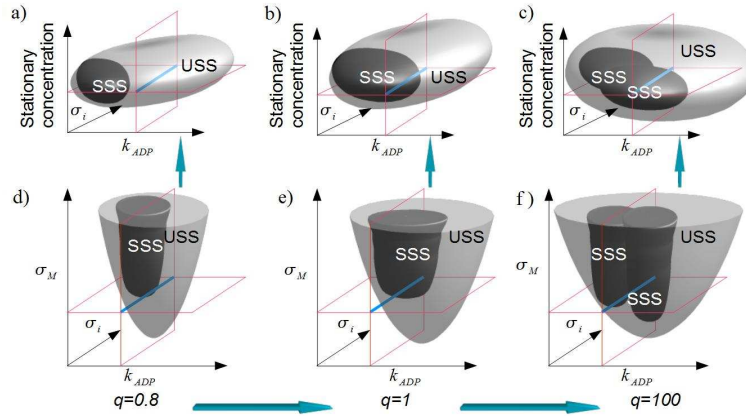 a)
Stationary
concentration
SSS
USS
σi
kADP
b)
Stationary
concentration
SSS
USS
σi
kADP
c)
Stationary
concentration
USS
SSS
SSS
σi
kADP
d)
σM
SSS
USS
σi
kADP
q=0.8
e)
SSS
USS
σi
kADP
q=1
f)
σM
SSS
USS
SSS
σi
kADP
q=100